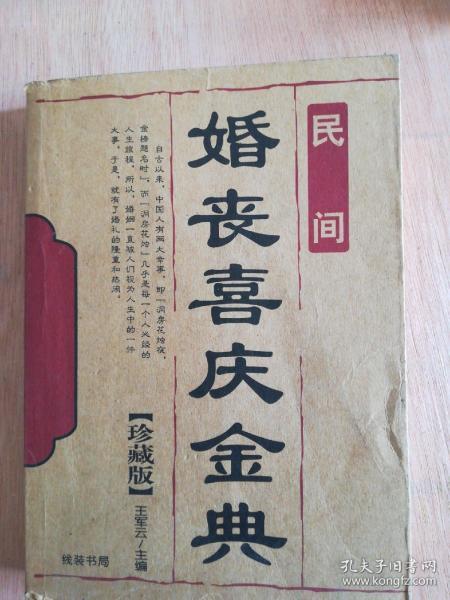 民间
婚丧喜庆金典
自古以来，中国人有两大幸事，即“洞房花烛夜，
金榜题名时”，而“洞房花烛”几乎是每一个人必经的
人生旅程，所以，婚姻一直被人们视为人生中的一件
大事，于是，就有了婚礼的隆重和热闹。
【珍藏版】
王军云/主编
线装书局
孔夫子旧书网
www.kongfz.com